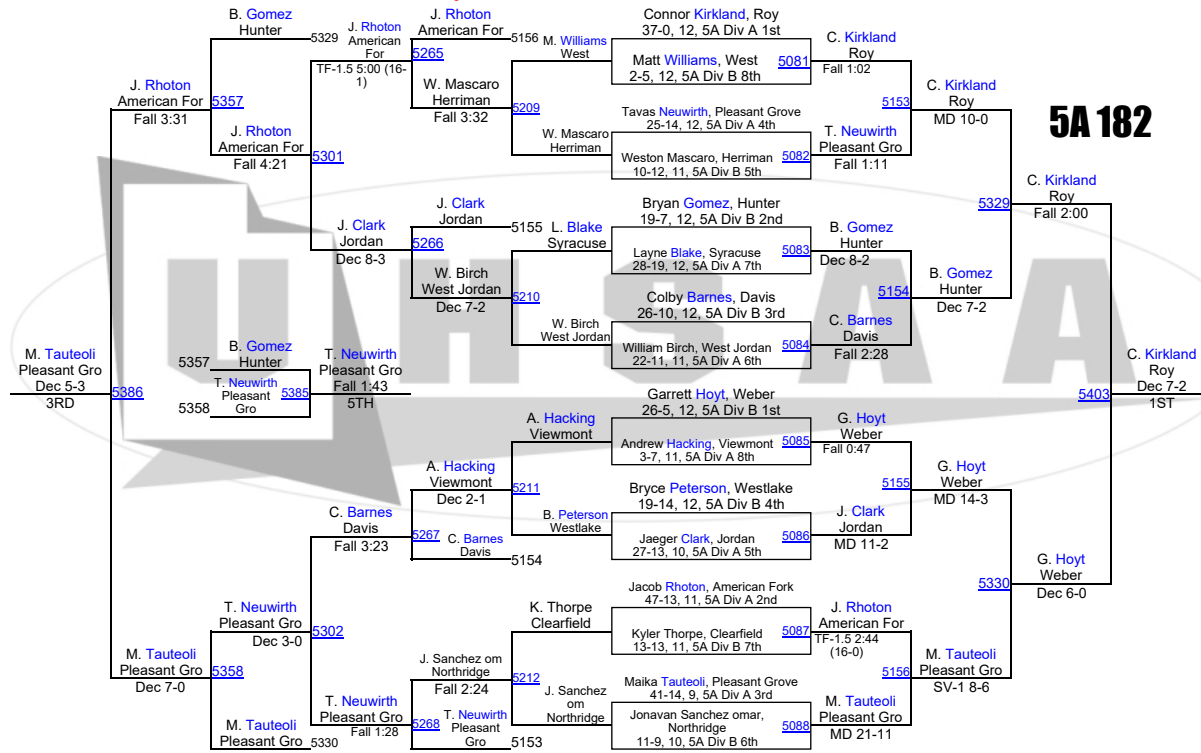 5A 182
UHSAA
Connor Kirkland, Roy
37-0, 12, 5A Div A 1st
Matt Williams, West
2-5, 12, 5A Div B 8th
5081
Tavas Neuwirth, Pleasant Grove
25-14, 12, 5A Div A 4th
Weston Mascaro, Herriman
10-12, 11, 5A Div B 5th
5082
Bryan Gomez, Hunter
19-7, 12, 5A Div B 2nd
Layne Blake, Syracuse
28-19, 12, 5A Div A 7th
5083
Colby Barnes, Davis
26-10, 12, 5A Div B 3rd
William Birch, West Jordan
22-11, 11, 5A Div A 6th
5084
Garrett Hoyt, Weber
26-5, 12, 5A Div B 1st
Andrew Hacking, Viewmont
3-7, 11, 5A Div A 8th
5085
Bryce Peterson, Westlake
19-14, 12, 5A Div B 4th
Jaeger Clark, Jordan
27-13, 10, 5A Div A 5th
5086
Jacob Rhoton, American Fork
47-13, 11, 5A Div A 2nd
Kyler Thorpe, Clearfield
13-13, 11, 5A Div B 7th
5087
Maika Tauteoli, Pleasant Grove
41-14, 9, 5A Div A 3rd
Jonavan Sanchez omar,
Northridge
11-9, 10, 5A Div B 6th
5088
C. Kirkland
Roy
Fall 1:02
5153
T. Neuwirth
Pleasant Gro
Fall 1:11
B. Gomez
Hunter
Dec 8-2
5154
C. Barnes
Davis
Fall 2:28
G. Hoyt
Weber
Fall 0:47
5155
J. Clark
Jordan
MD 11-2
J. Rhoton
American For
TF-1.5 2:44
(16-0)
5156
M. Tauteoli
Pleasant Gro
MD 21-11
C. Kirkland
Roy
MD 10-0
5329
B. Gomez
Hunter
Dec 7-2
G. Hoyt
Weber
MD 14-3
5330
M. Tauteoli
Pleasant Gro
SV-1 8-6
C. Kirkland
Roy
Fall 2:00
5403
G. Hoyt
Weber
Dec 6-0
C. Kirkland
Roy
Dec 7-2
1ST
M. Williams
West
5209
W. Mascaro
Herriman
L. Blake
Syracuse
5210
W. Birch
West Jordan
A. Hacking
Viewmont
5211
B. Peterson
Westlake
K. Thorpe
Clearfield
5212
J. Sanchez
om
Northridge
J. Rhoton
American For
5156
5265
W. Mascaro
Herriman
Fall 3:32
J. Clark
Jordan
5155
5266
W. Birch
West Jordan
Dec 7-2
A. Hacking
Viewmont
Dec 2-1
5267
C. Barnes
Davis
5154
J. Sanchez om
Northridge
Fall 2:24
5268
T. Neuwirth
Pleasant
Gro
5153
J. Rhoton
American
For
TF-1.5 5:00 (16-
1)
5301
J. Clark
Jordan
Dec 8-3
C. Barnes
Davis
Fall 3:23
5302
T. Neuwirth
Pleasant Gro
Fall 1:28
B. Gomez
Hunter
5329
5357
J. Rhoton
American For
Fall 4:21
T. Neuwirth
Pleasant Gro
Dec 3-0
5358
M. Tauteoli
Pleasant Gro
5330
J. Rhoton
American For
Fall 3:31
5386
M. Tauteoli
Pleasant Gro
Dec 7-0
M. Tauteoli
Pleasant Gro
Dec 5-3
3RD
5357
B. Gomez
Hunter
5385
5358
T. Neuwirth
Pleasant
Gro
T. Neuwirth
Pleasant Gro
Fall 1:43
5TH